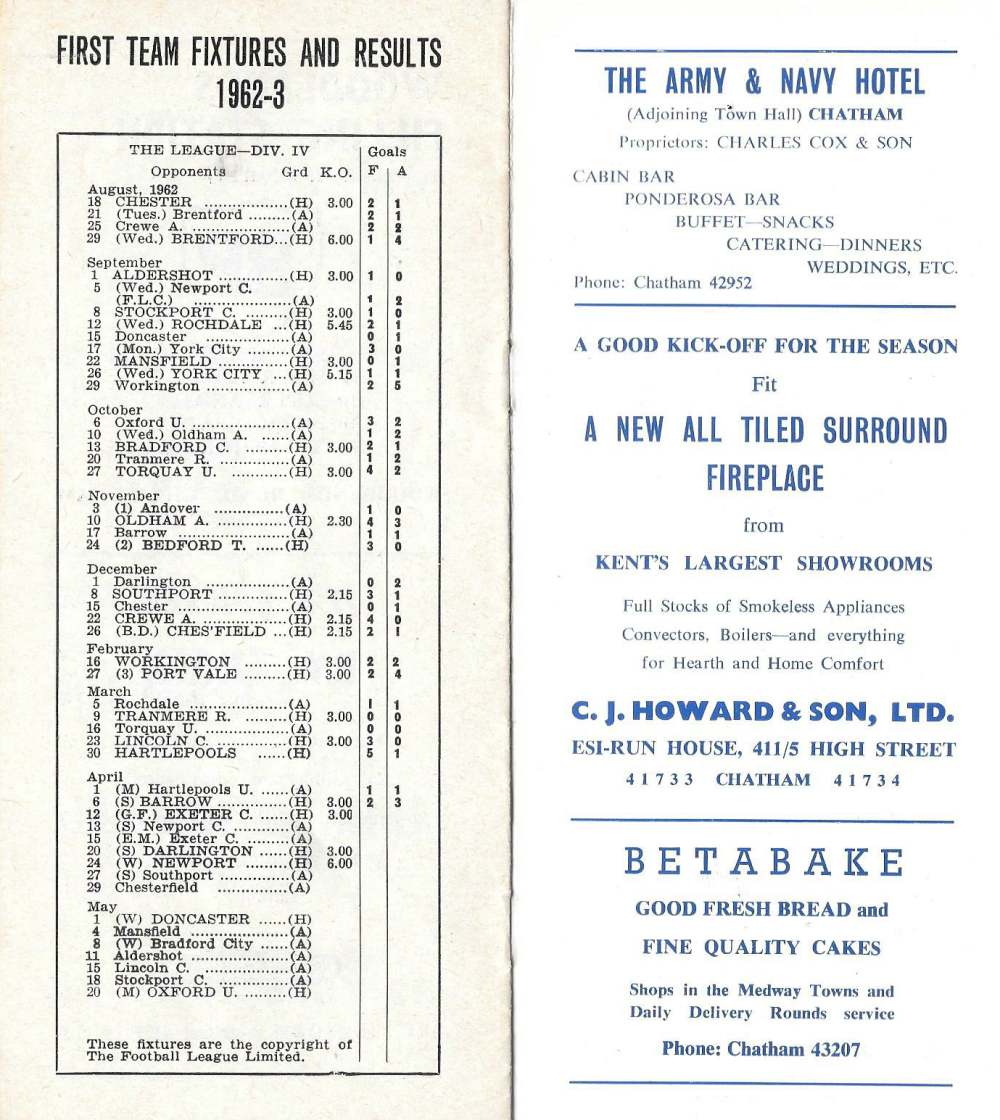 FIRST TEAM FIXTURES AND RESULTS
1962-3
THE LEAGUE—DIV. IV Goals
Opponents Grd K.O. F A
August, 1962
18 CHESTER .................(H) 3.00 2 1
21 (Tues.) Brentford .........(A) 2 1
25 Crewe A. ...................(A) 2 2
29 (Wed.) BRENTFORD...(H) 6.00 1 4
September
1 ALDERSHOT ...............(H) 3.00 1 0
5 (Wed.) Newport C.
(F.L.C.) .....................(A) 1 2
8 STOCKPORT C. .........(H) 3.00 1 0
12 (Wed.) ROCHDALE ...(H) 5.45 2 1
15 Doncaster ..................(A) 0 1
17 (Mon.) York City .........(A) 3 0
22 MANSFIELD ...............(H) 3.00 0 1
26 (Wed.) YORK CITY ...(H) 5.15 1 1
29 Workington ..................(A) 2 5
October
6 Oxford U. .....................(A) 3 2
10 (Wed.) Oldham A. ......(A) 1 2
13 BRADFORD C. .........(H) 3.00 2 1
20 Tranmere R. ...............(A) 1 2
27 TORQUAY U. ............(H) 3.00 4 2
November
3 (1) Andover ...............(A) 1 0
10 OLDHAM A. ...............(H) 2.30 4 3
17 Barrow .....................(A) 1 1
24 (2) BEDFORD T. ......(H) 3 0
December
1 Darlington ..................(A) 0 2
8 SOUTHPORT ...............(H) 2.15 3 1
15 Chester .....................(A) 0 1
22 CREWE A. ..................(H) 2.15 4 0
26 (B.D.) CHES'FIELD ...(H) 2.15 2 1
February
16 WORKINGTON .........(H) 3.00 2 2
27 (3) PORT VALE .........(H) 3.00 2 4
March
5 Rochdale .....................(A) 1 1
9 TRANMERE R. .........(H) 3.00 0 0
16 Torquay U. ..................(A) 0 0
23 LINCOLN C. ...............(H) 3.00 3 0
30 HARTLEPOOLS ......(H) 5 1
April
1 (M) Hartlepools U. ......(A) 1 1
6 (S) BARROW ...............(H) 3.00 2 3
12 (G.F.) EXETER C. ......(H) 3.00
13 (S) Newport C. ............(A)
15 (E.M.) Exeter C. .........(A)
20 (S) DARLINGTON ......(H) 3.00
24 (W) NEWPORT .........(H) 6.00
27 (S) Southport ...............(A)
29 Chesterfield ...............(A)
May
1 (W) DONCASTER ......(H)
4 Mansfield .....................(A)
8 (W) Bradford City ......(A)
11 Aldershot .....................(A)
15 Lincoln C. ..................(A)
18 Stockport C. ...............(A)
20 (M) OXFORD U. .........(H)
These fixtures are the copyright of
The Football League Limited.
THE ARMY & NAVY HOTEL
(Adjoining Town Hall) CHATHAM
Proprietors: CHARLES COX & SON
CABIN BAR
PONDEROSA BAR
BUFFET—SNACKS
CATERING—DINNERS
WEDDINGS, ETC.
Phone: Chatham 42952
A GOOD KICK-OFF FOR THE SEASON
Fit
A NEW ALL TILED SURROUND
FIREPLACE
from
KENT'S LARGEST SHOWROOMS
Full Stocks of Smokeless Appliances
Convectors, Boilers—and everything
for Hearth and Home Comfort
C. J. HOWARD & SON, LTD.
ESI-RUN HOUSE, 411/5 HIGH STREET
41733 CHATHAM 41734
BETABAKE
GOOD FRESH BREAD and
FINE QUALITY CAKES
Shops in the Medway Towns and
Daily Delivery Rounds service
Phone: Chatham 43207